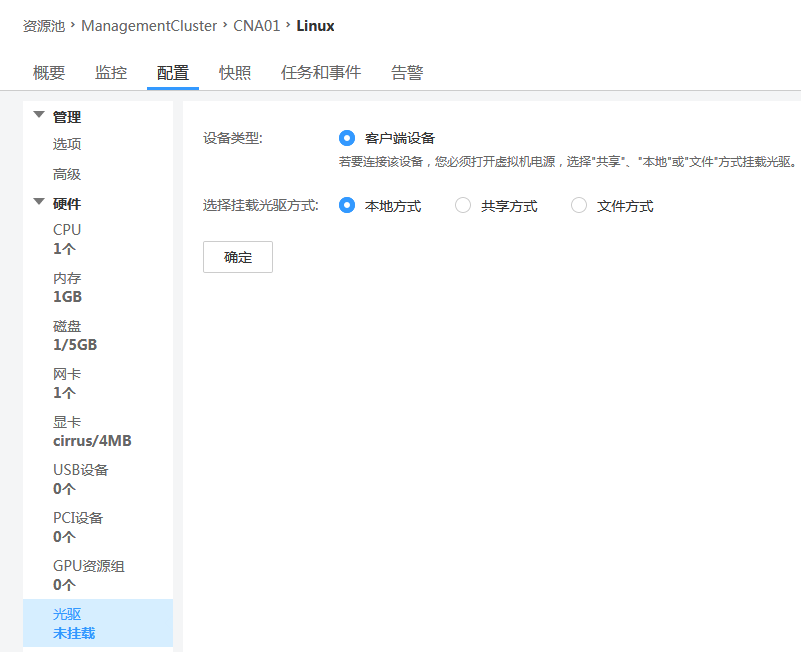 资源池 › ManagementCluster › CNA01 › Linux
概要 监控 配置 快照 任务和事件 告警
管理
选项
高级
硬件
CPU
1个
内存
1GB
磁盘
1/5GB
网卡
1个
显卡
cirrus/4MB
USB设备
0个
PCI设备
0个
GPU资源组
0个
光驱
未挂载
设备类型: 客户端设备
若要连接该设备，您必须打开虚拟机电源，选择"共享"、"本地"或"文件"方式挂载光驱。
选择挂载光驱方式: 本地方式 共享方式 文件方式
确定